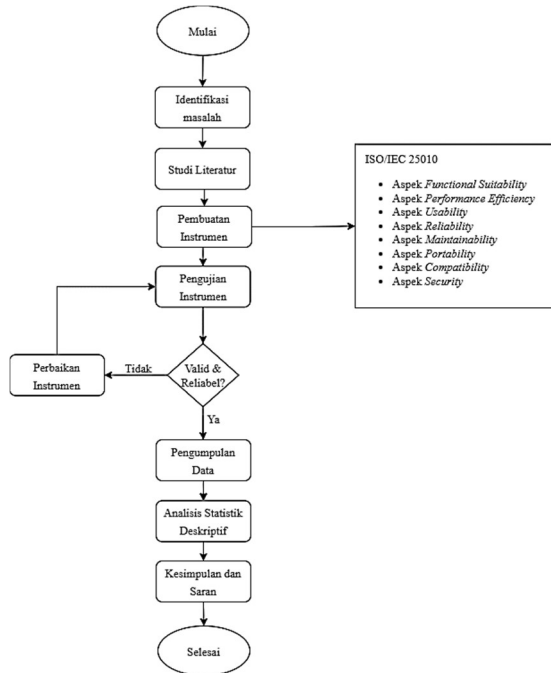 Mulai
Identifikasi
masalah
Studi Literatur
Pembuatan
Instrumen
ISO/IEC 25010
• Aspek Functional Suitability
• Aspek Performance Efficiency
• Aspek Usability
• Aspek Reliability
• Aspek Maintainability
• Aspek Portability
• Aspek Compatibility
• Aspek Security
Pengujian
Instrumen
Valid &
Reliabel?
Tidak
Perbaikan
Instrumen
Ya
Pengumpulan
Data
Analisis Statistik
Deskriptif
Kesimpulan dan
Saran
Selesai